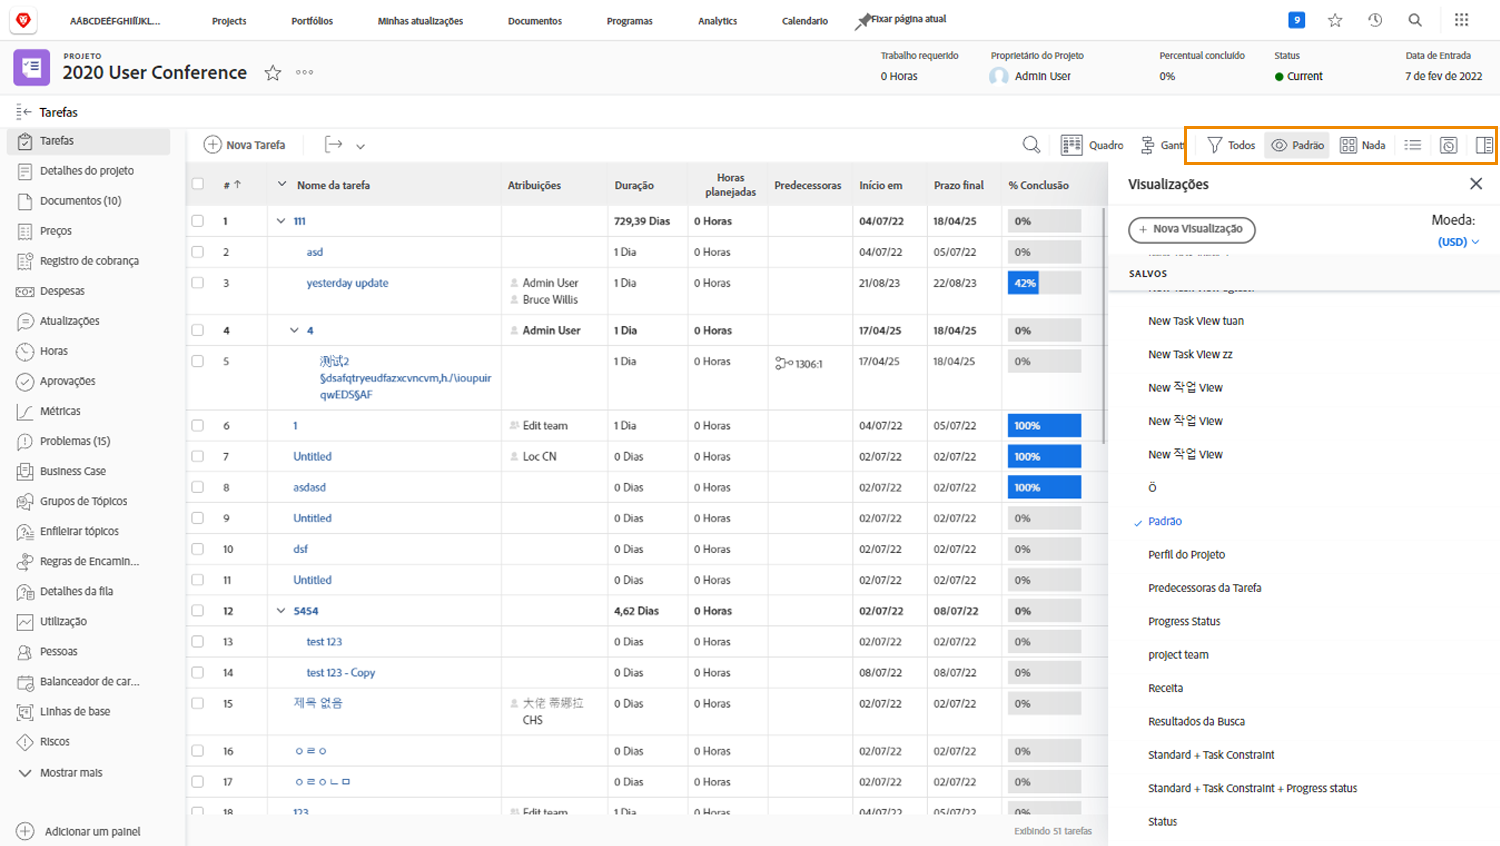 AÁBCDEÉFGHIÍÏJKL...
Projects
Portfólios
Minhas atualizações
Documentos
Programas
Analytics
Calendario
Fixar página atual
9
PROJETO
2020 User Conference
Trabalho requerido
0 Horas
Proprietário do Projeto
Admin User
Percentual concluído
0%
Status
Current
Data de Entrada
7 de fev de 2022
Tarefas
Tarefas
Detalhes do projeto
Documentos (10)
Preços
Registro de cobrança
Despesas
Atualizações
Horas
Aprovações
Métricas
Problemas (15)
Business Case
Grupos de Tópicos
Enfileirar tópicos
Regras de Encamin...
Detalhes da fila
Utilização
Pessoas
Balanceador de car...
Linhas de base
Riscos
Mostrar mais
Adicionar um painel
Nova Tarefa
Quadro
Gantt
Todos
Padrão
Nada
# Nome da tarefa Atribuições Duração Horas planejadas Predecessoras Início em Prazo final % Conclusão
1 111 729,39 Dias 0 Horas 04/07/22 18/04/25 0%
2 asd 1 Dia 0 Horas 04/07/22 05/07/22 0%
3 yesterday update Admin User 1 Dia 0 Horas 21/08/23 22/08/23 42%
Bruce Willis
4 4 Admin User 1 Dia 0 Horas 17/04/25 18/04/25 0%
5 测试2 1 Dia 0 Horas 1306:1 17/04/25 18/04/25 0%
§dsafqtryeudfazxcvncvm,h./\ioupuir
qwEDS§AF
6 1 Edit team 1 Dia 0 Horas 04/07/22 05/07/22 100%
7 Untitled Loc CN 0 Dias 0 Horas 02/07/22 02/07/22 100%
8 asdasd 0 Dias 0 Horas 02/07/22 02/07/22 100%
9 Untitled 0 Dias 0 Horas 02/07/22 02/07/22 0%
10 dsf 0 Dias 0 Horas 02/07/22 02/07/22 0%
11 Untitled 0 Dias 0 Horas 02/07/22 02/07/22 0%
12 5454 4,62 Dias 0 Horas 02/07/22 08/07/22 0%
13 test 123 0 Dias 0 Horas 02/07/22 02/07/22 0%
14 test 123 - Copy 0 Dias 0 Horas 08/07/22 08/07/22 0%
15 제목 없음 大佬 蒂娜拉 0 Dias 0 Horas 02/07/22 02/07/22 0%
CHS
16 ㅇㄹㅇ 0 Dias 0 Horas 02/07/22 02/07/22 0%
17 ㅇㄹㅇㄴㅁ 0 Dias 0 Horas 02/07/22 02/07/22 0%
18 123 Edit team 1 Dia 0 Horas 04/07/22 05/07/22 0%
Exibindo 51 tarefas
Visualizações
+ Nova Visualização
Moeda:
(USD)
SALVOS
New Task View tuan
New Task View zz
New 작업 View
New 작업 View
New 작업 View
Ö
Padrão
Perfil do Projeto
Predecessoras da Tarefa
Progress Status
project team
Receita
Resultados da Busca
Standard + Task Constraint
Standard + Task Constraint + Progress status
Status